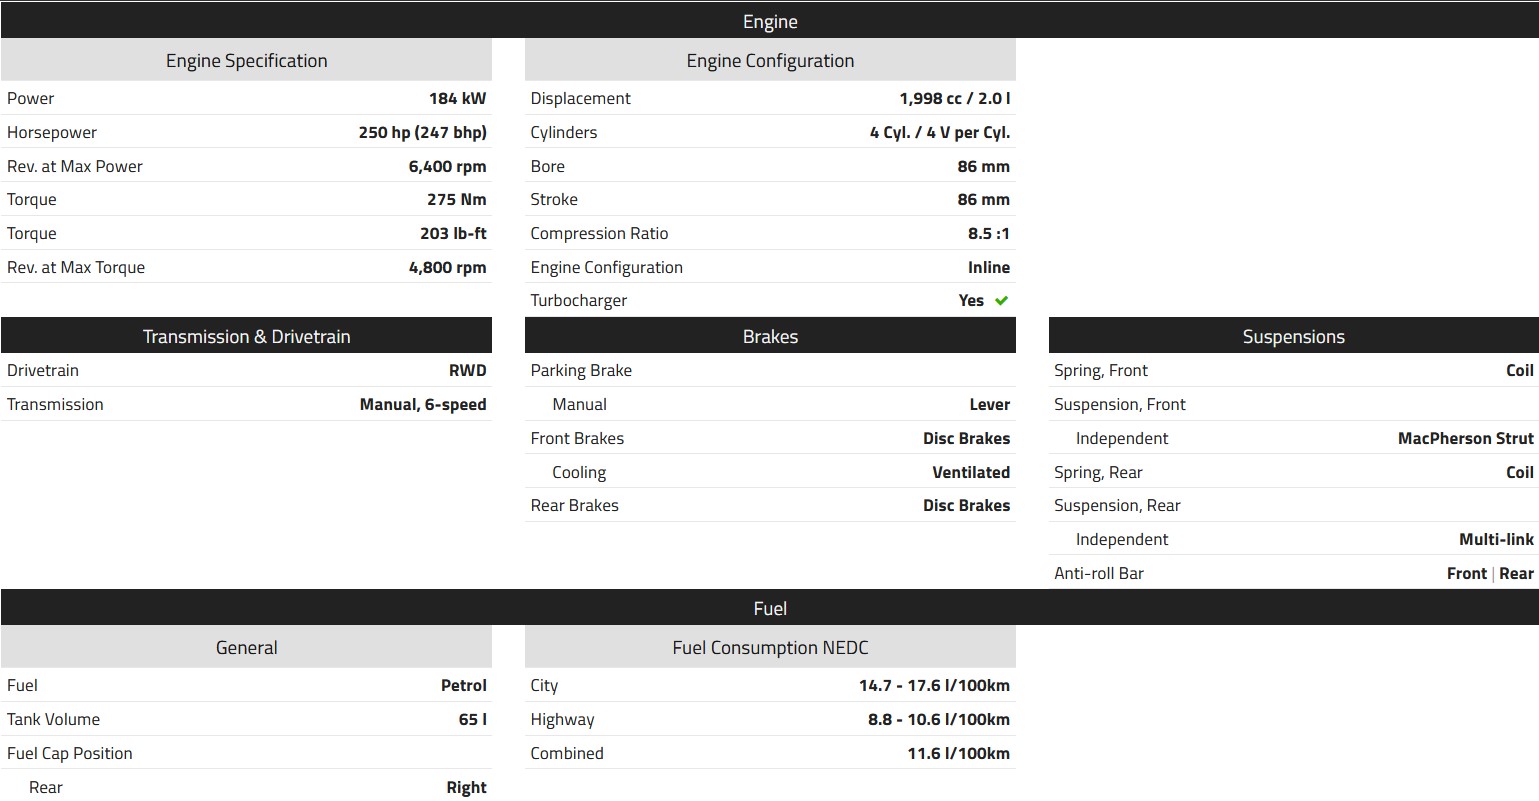 Engine
Engine Specification
Power 184 kW
Horsepower 250 hp (247 bhp)
Rev. at Max Power 6,400 rpm
Torque 275 Nm
Torque 203 lb-ft
Rev. at Max Torque 4,800 rpm
Engine Configuration
Displacement 1,998 cc / 2.0 l
Cylinders 4 Cyl. / 4 V per Cyl.
Bore 86 mm
Stroke 86 mm
Compression Ratio 8.5 :1
Engine Configuration Inline
Turbocharger Yes ✔
Transmission & Drivetrain
Drivetrain RWD
Transmission Manual, 6-speed
Brakes
Parking Brake
Manual Lever
Front Brakes Disc Brakes
Cooling Ventilated
Rear Brakes Disc Brakes
Suspensions
Spring, Front Coil
Suspension, Front
Independent MacPherson Strut
Spring, Rear Coil
Suspension, Rear
Independent Multi-link
Anti-roll Bar Front | Rear
Fuel
General
Fuel Petrol
Tank Volume 65 l
Fuel Cap Position
Rear Right
Fuel Consumption NEDC
City 14.7 - 17.6 l/100km
Highway 8.8 - 10.6 l/100km
Combined 11.6 l/100km